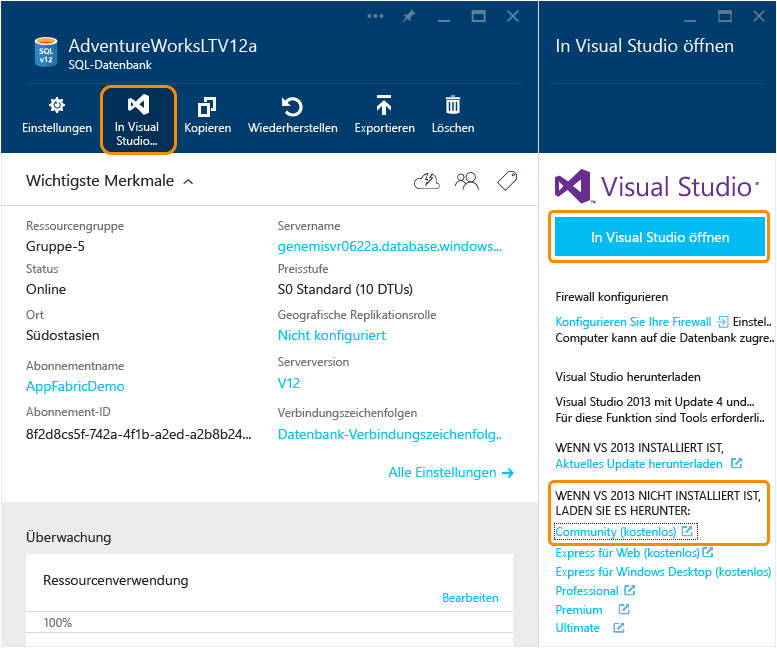 AdventureWorksLTV12a
SQL-Datenbank
SQL
v12
Einstellungen
In Visual
Studio...
Kopieren
Wiederherstellen
Exportieren
Löschen
Wichtigste Merkmale
Ressourcengruppe
Gruppe-5
Servername
genemisvr0622a.database.windows...
Status
Online
Preisstufe
S0 Standard (10 DTUs)
Ort
Südostasien
Geografische Replikationsrolle
Nicht konfiguriert
Abonnementname
AppFabricDemo
Serverversion
V12
Abonnement-ID
8f2d8cs5f-742a-4f1b-a2ed-a2b8b24...
Verbindungszeichenfolgen
Datenbank-Verbindungszeichenfolg..
Alle Einstellungen
Überwachung
Ressourcenverwendung
Bearbeiten
100%
In Visual Studio öffnen
Visual Studio
In Visual Studio öffnen
Firewall konfigurieren
Konfigurieren Sie Ihre Firewall Einstel..
Computer kann auf die Datenbank zugre..
Visual Studio herunterladen
Visual Studio 2013 mit Update 4 und...
Für diese Funktion sind Tools erforderli..
WENN VS 2013 INSTALLIERT IST,
Aktuelles Update herunterladen
WENN VS 2013 NICHT INSTALLIERT IST,
LADEN SIE ES HERUNTER:
Community (kostenlos)
Express für Web (kostenlos)
Express für Windows Desktop (kostenlos)
Professional
Premium
Ultimate